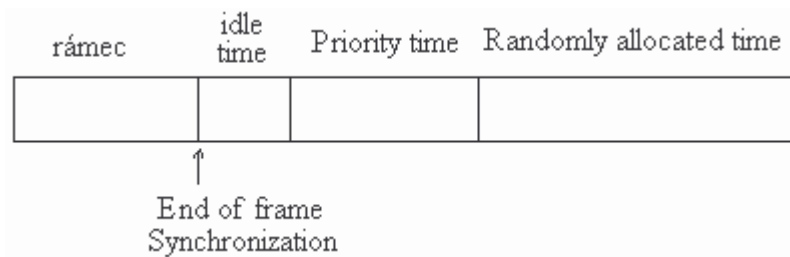 rámec
idle
time
Priority time
Randomly allocated time
End of frame
Synchronization